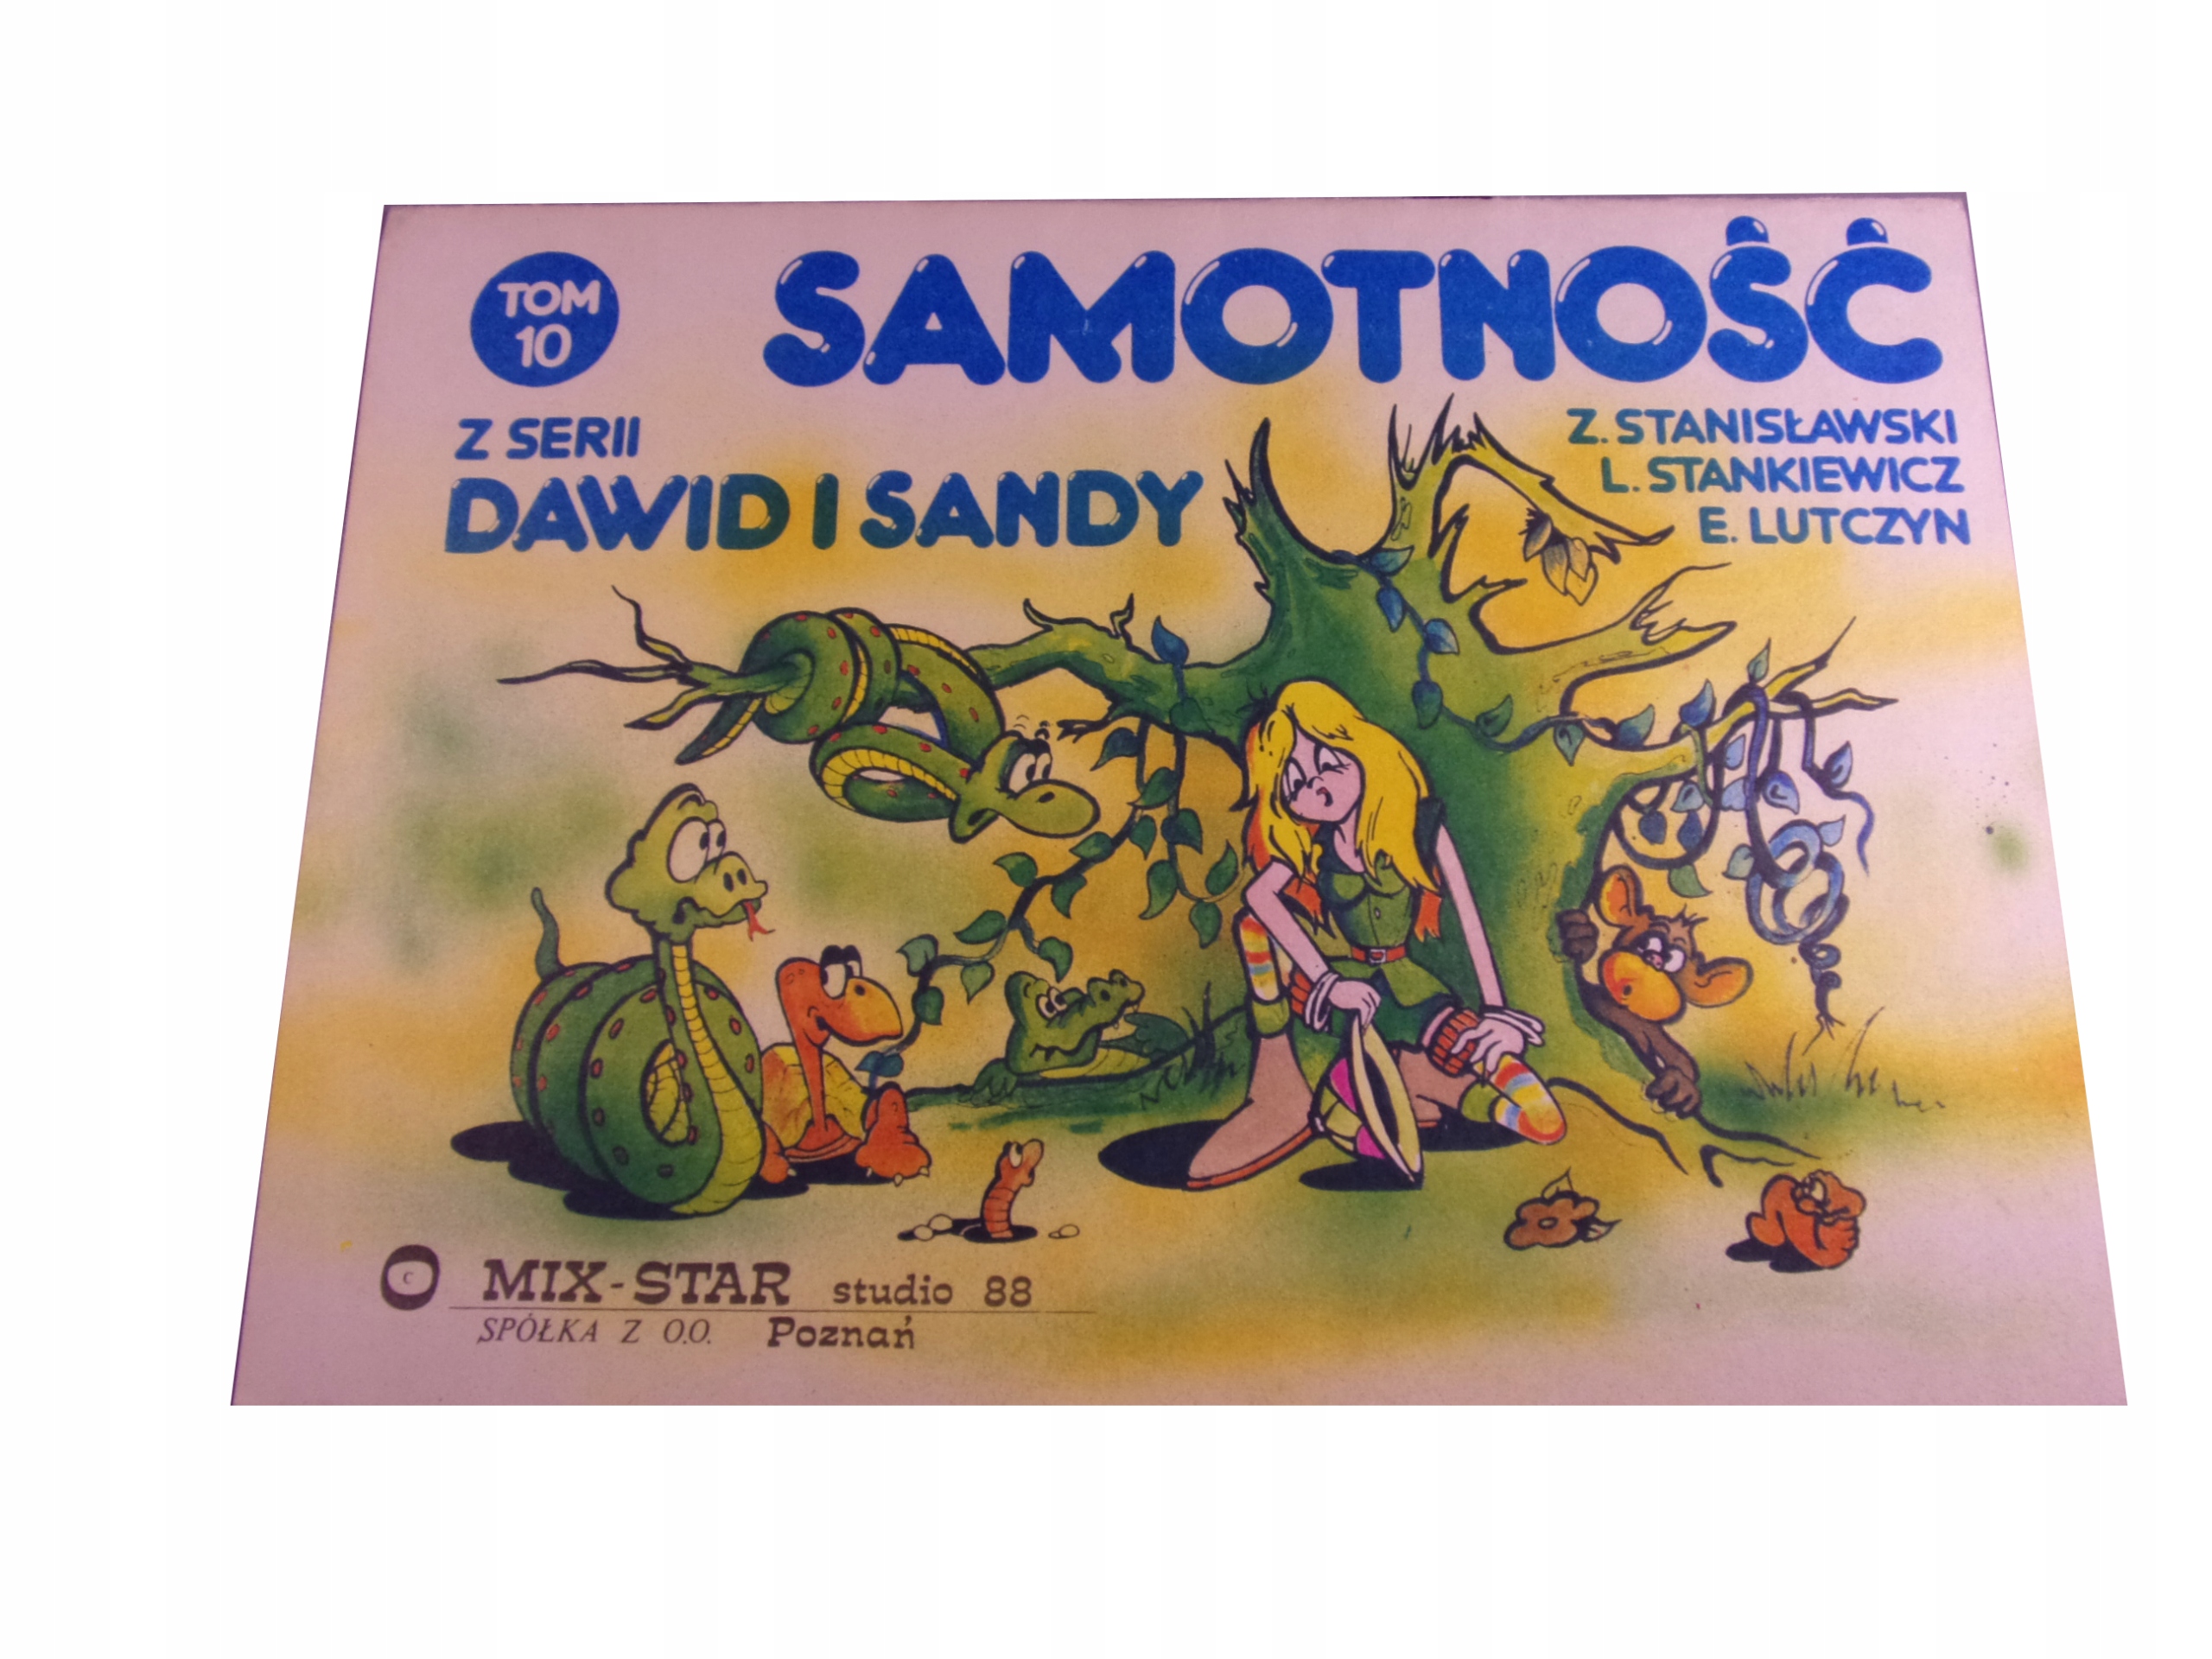 TOM
10
SAMOTNOŚĆ
Z SERII
DAWID I SANDY
Z. STANISŁAWSKI
L. STANKIEWICZ
E. LUTCZYN
C
MIX-STAR studio 88
SPÓŁKA Z O.O. Poznań